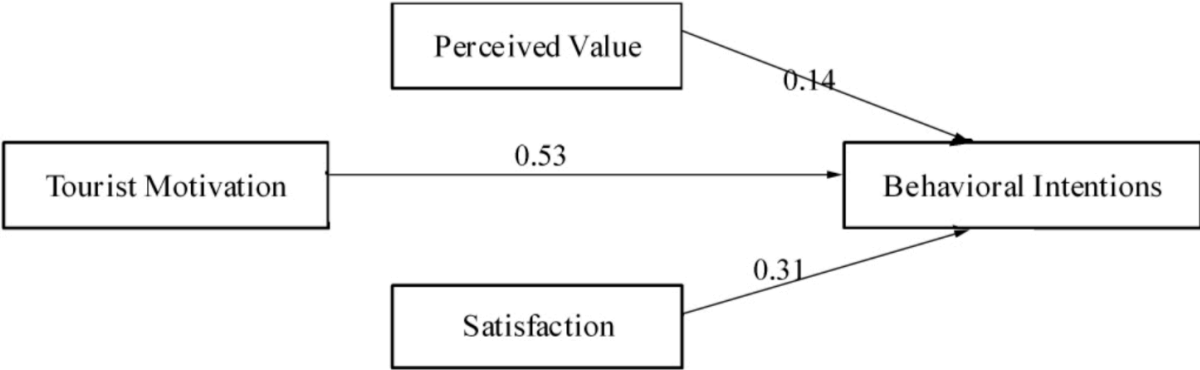 Perceived Value
0.14
0.53
Tourist Motivation
Behavioral Intentions
0.31
Satisfaction